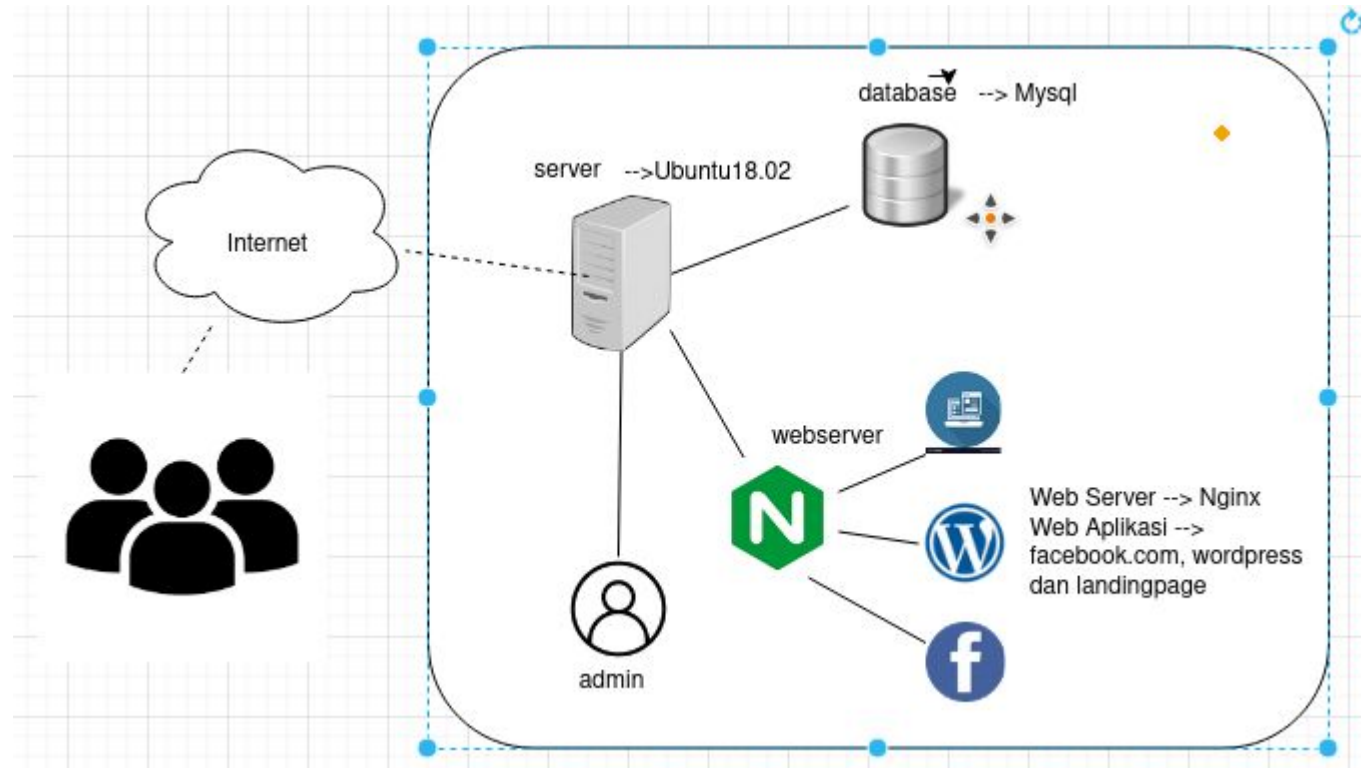 database --> Mysql
server -->Ubuntu18.02
Internet
webserver
Web Server --> Nginx
Web Aplikasi -->
facebook.com, wordpress
dan landingpage
admin